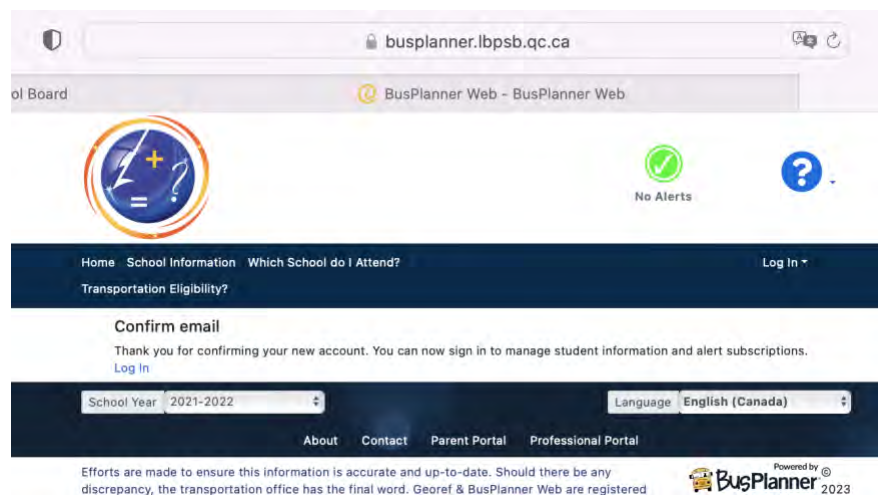 busplanner.lbpsb.qc.ca
ol Board
BusPlanner Web - BusPlanner Web
+
= ?
No Alerts
?
Home School Information Which School do I Attend? Log In
Transportation Eligibility?
Confirm email
Thank you for confirming your new account. You can now sign in to manage student information and alert subscriptions.
Log In
School Year 2021-2022 Language English (Canada)
About Contact Parent Portal Professional Portal
Efforts are made to ensure this information is accurate and up-to-date. Should there be any
discrepancy, the transportation office has the final word. Georef & BusPlanner Web are registered
Powered by ©
BusPlanner 2023